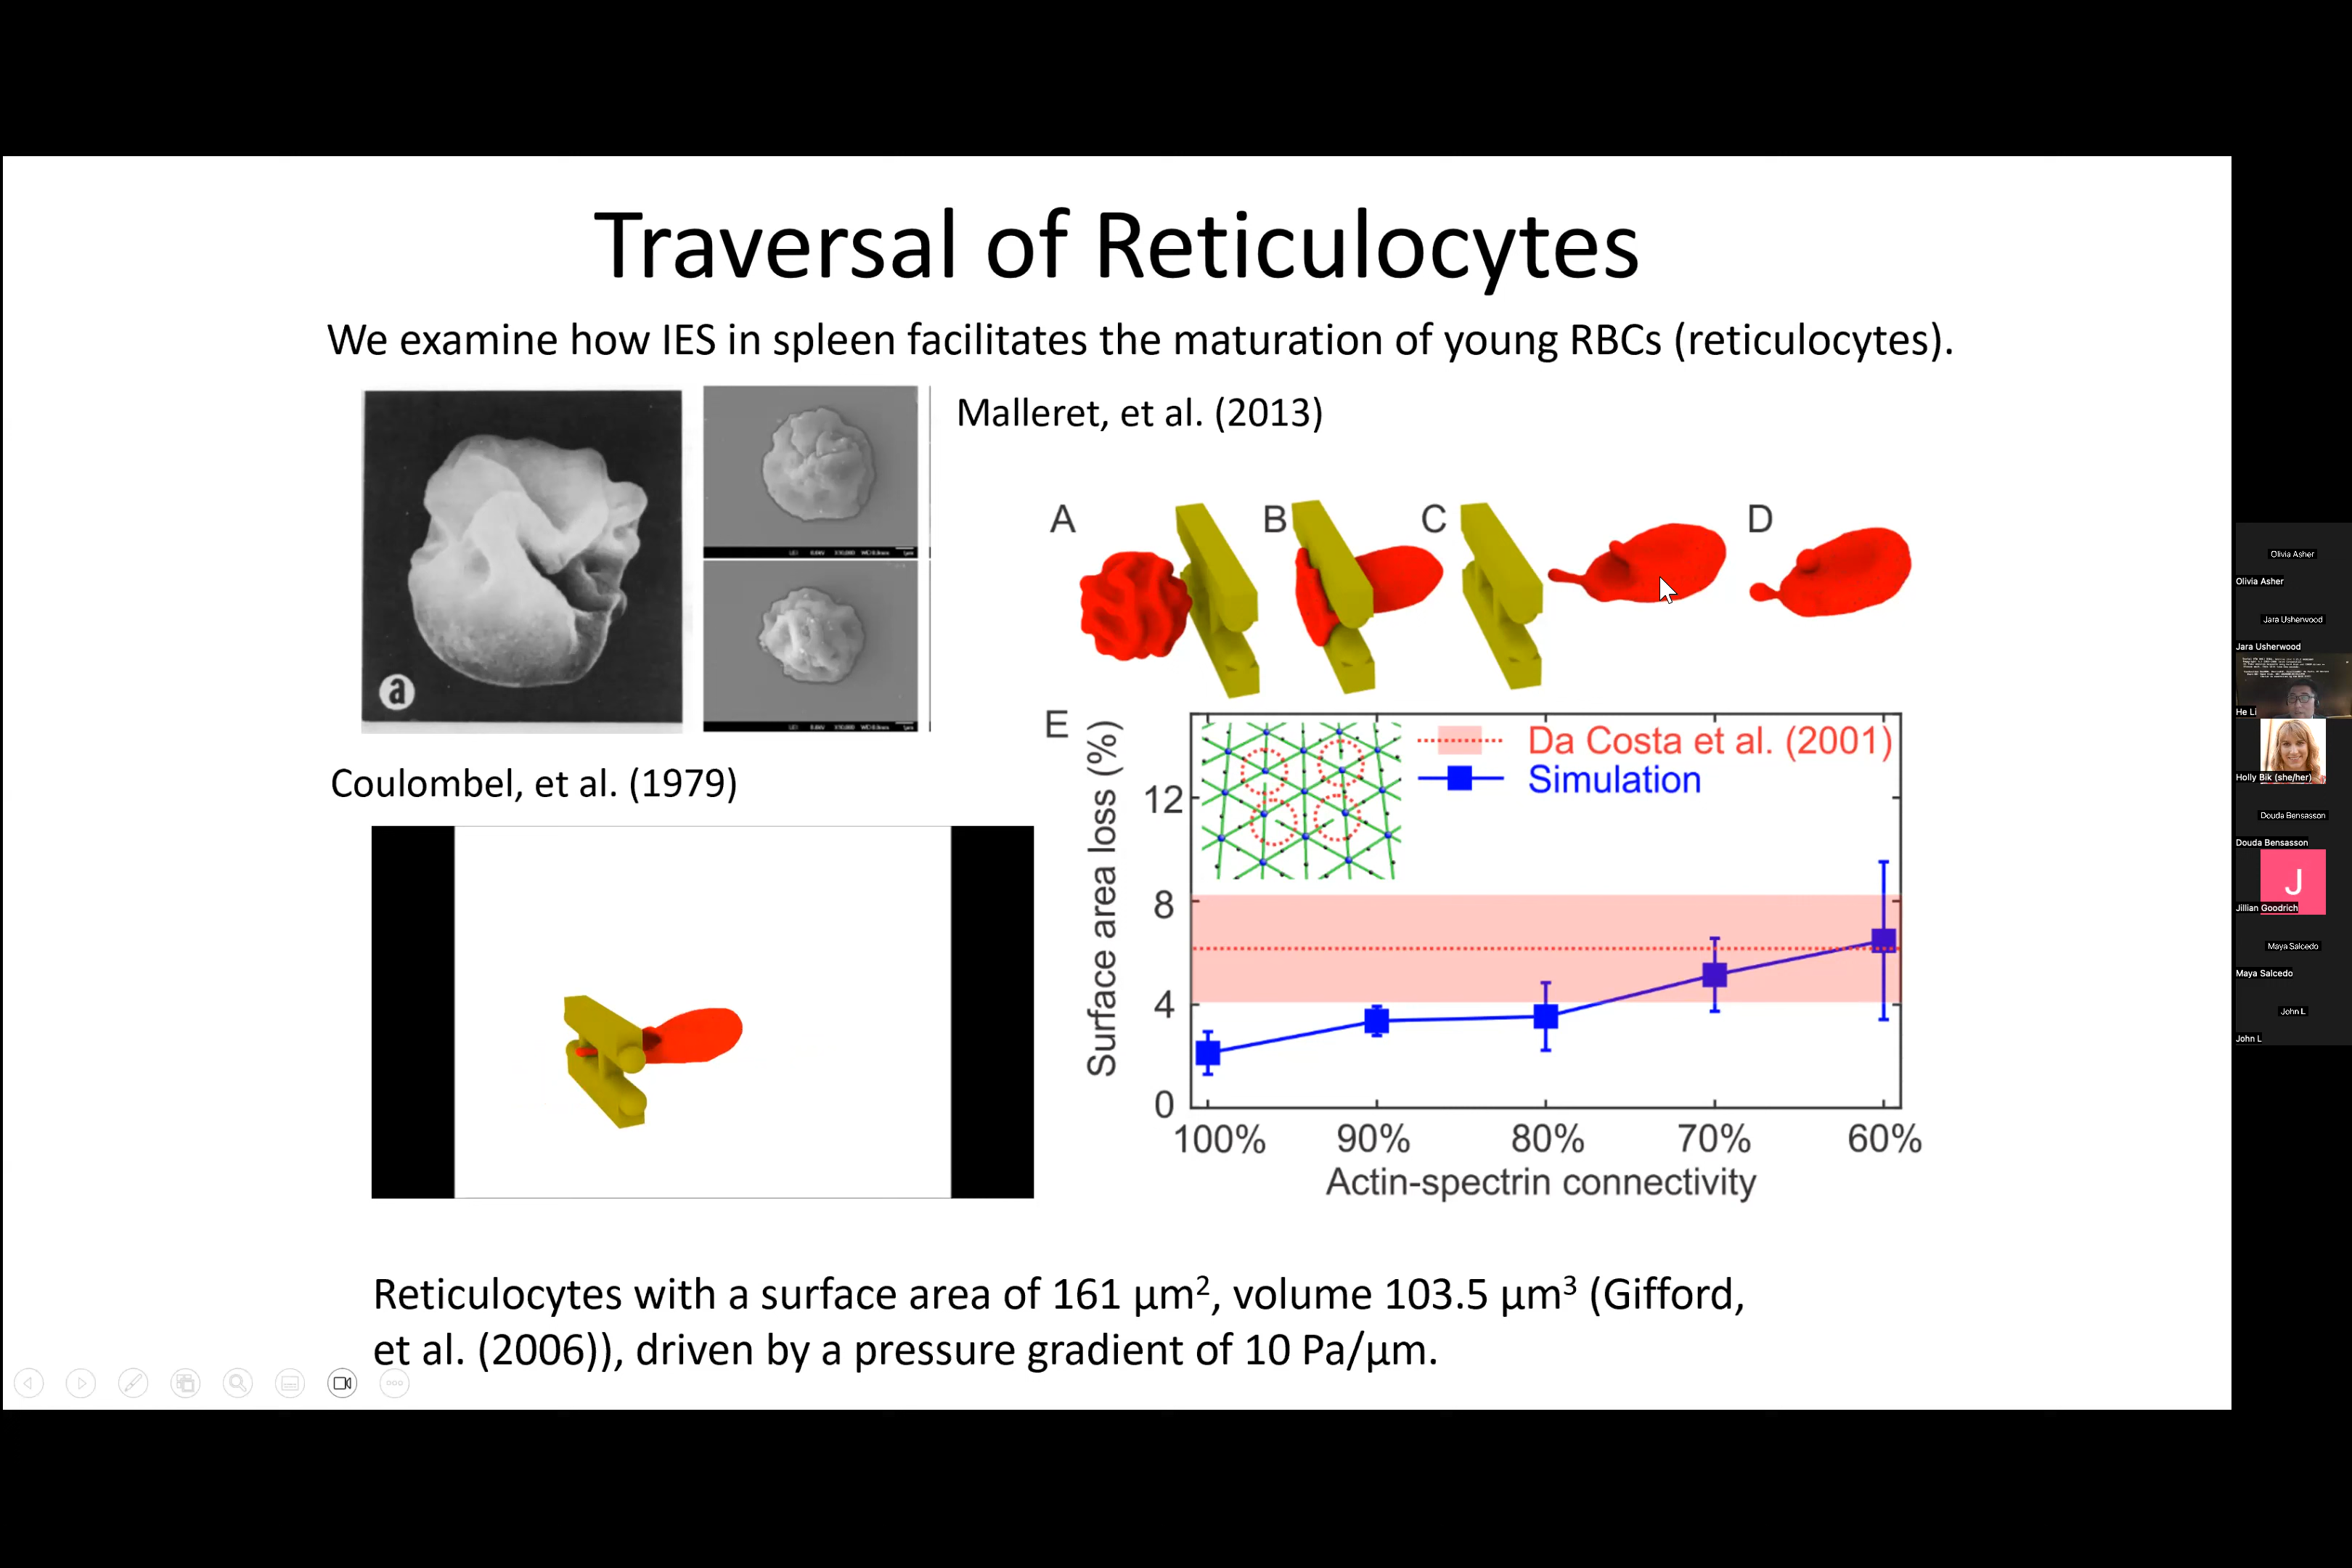 Traversal of Reticulocytes
We examine how IES in spleen facilitates the maturation of young RBCs (reticulocytes).
Malleret, et al. (2013)
a
Coulombel, et al. (1979)
A
B
C
D
E
Da Costa et al. (2001)
Simulation
Surface area loss (%)
12
8
4
0
100% 90% 80% 70% 60%
Actin-spectrin connectivity
Reticulocytes with a surface area of 161 μm², volume 103.5 μm³ (Gifford,
et al. (2006)), driven by a pressure gradient of 10 Pa/μm.
Olivia Asher
Olivia Asher
Jara Usherwood
Jara Usherwood
He Li
Holly Bik (she/her)
Douda Bensasson
Douda Bensasson
J
Jillian Goodrich
Maya Salcedo
Maya Salcedo
John L
John L